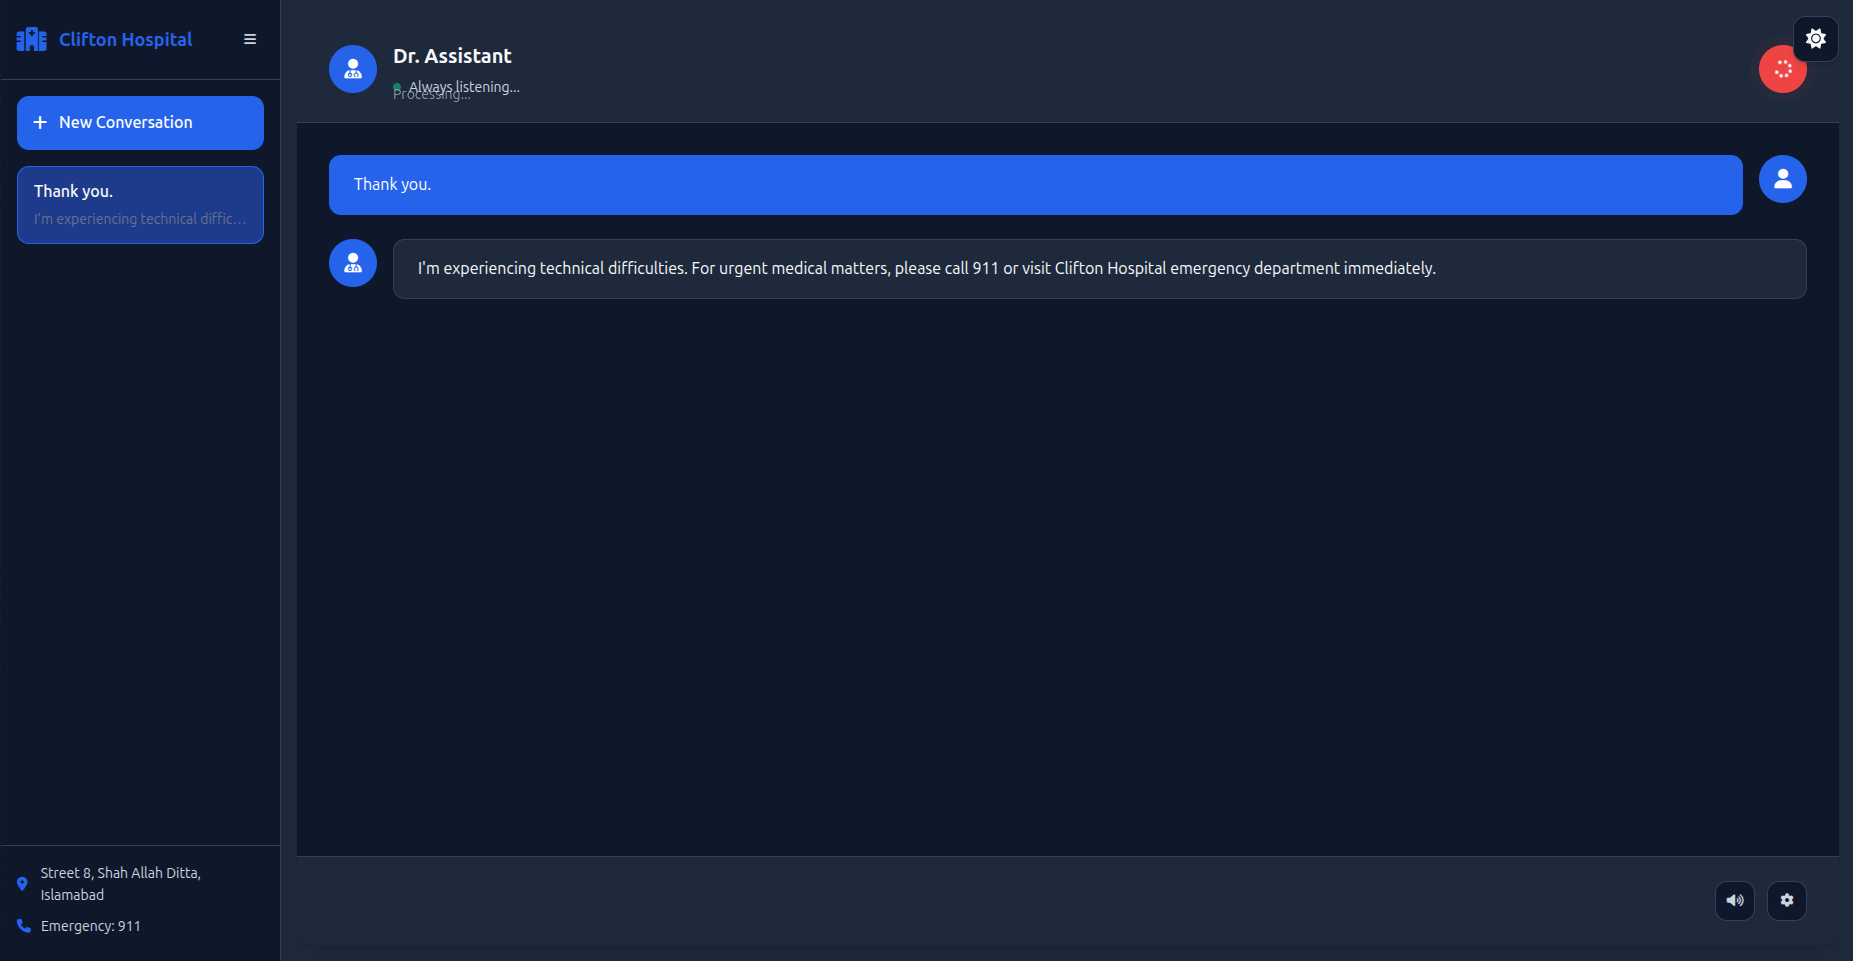 Clifton Hospital
New Conversation
Thank you.
I'm experiencing technical diffic...
Street 8, Shah Allah Ditta,
Islamabad
Emergency: 911
Dr. Assistant
Always listening...
Processing...
Thank you.
I'm experiencing technical difficulties. For urgent medical matters, please call 911 or visit Clifton Hospital emergency department immediately.